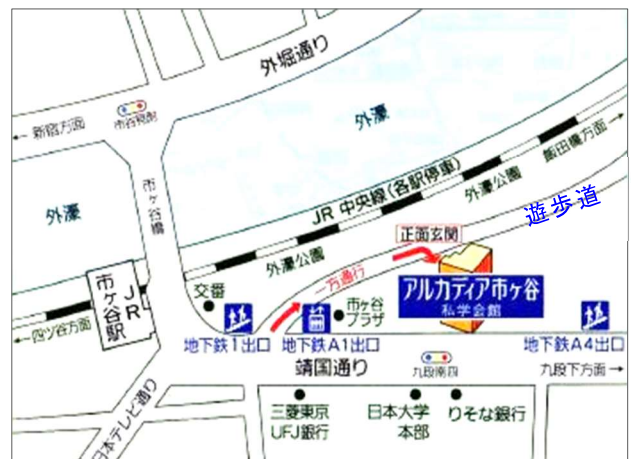 外堀通り
← 新宿方面
市谷見附
外濠
飯田橋方面 →
外濠
市ヶ谷橋
JR 中央線(各駅停車)
外濠公園
遊歩道
正面玄関
外濠公園
一方通行
アルカディア市ヶ谷
私学会館
JR
市ヶ谷駅
交番
市ヶ谷
プラザ
← 四ツ谷方面
地下鉄1出口
地下鉄A1出口
地下鉄A4出口
靖国通り
九段南四
九段下方面 →
日本テレビ通り
三菱東京
UFJ銀行
日本大学
本部
りそな銀行